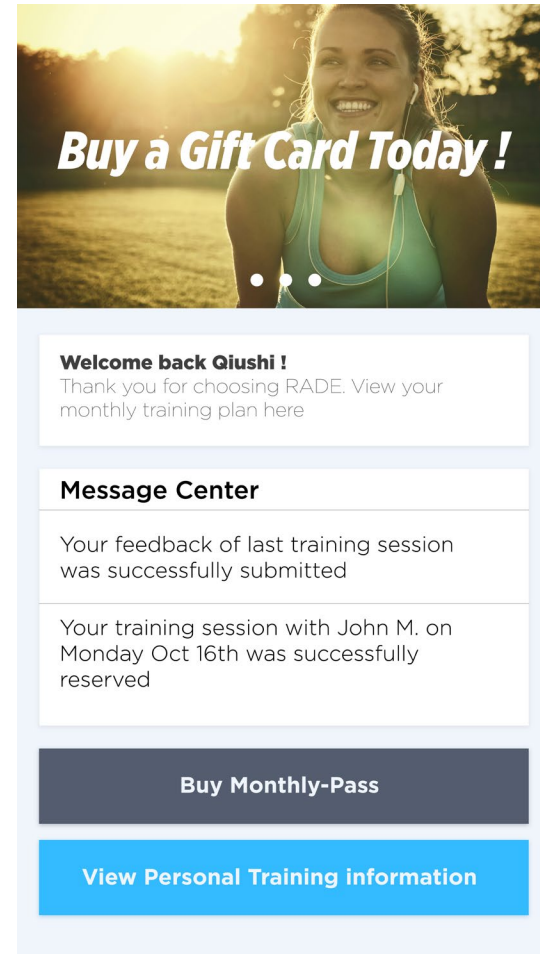 Buy a Gift Card Today !
Welcome back Qiushi !
Thank you for choosing RADE. View your
monthly training plan here
Message Center
Your feedback of last training session
was successfully submitted
Your training session with John M. on
Monday Oct 16th was successfully
reserved
Buy Monthly-Pass
View Personal Training information